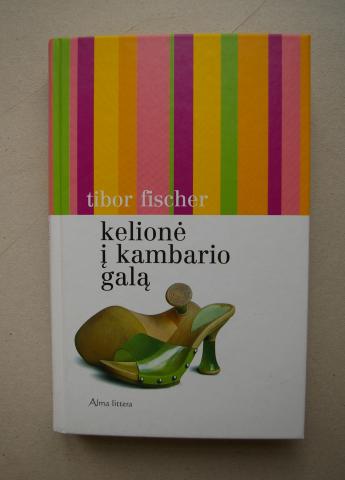 tibor fischer
kelionė
į kambario
galą
Alma littera